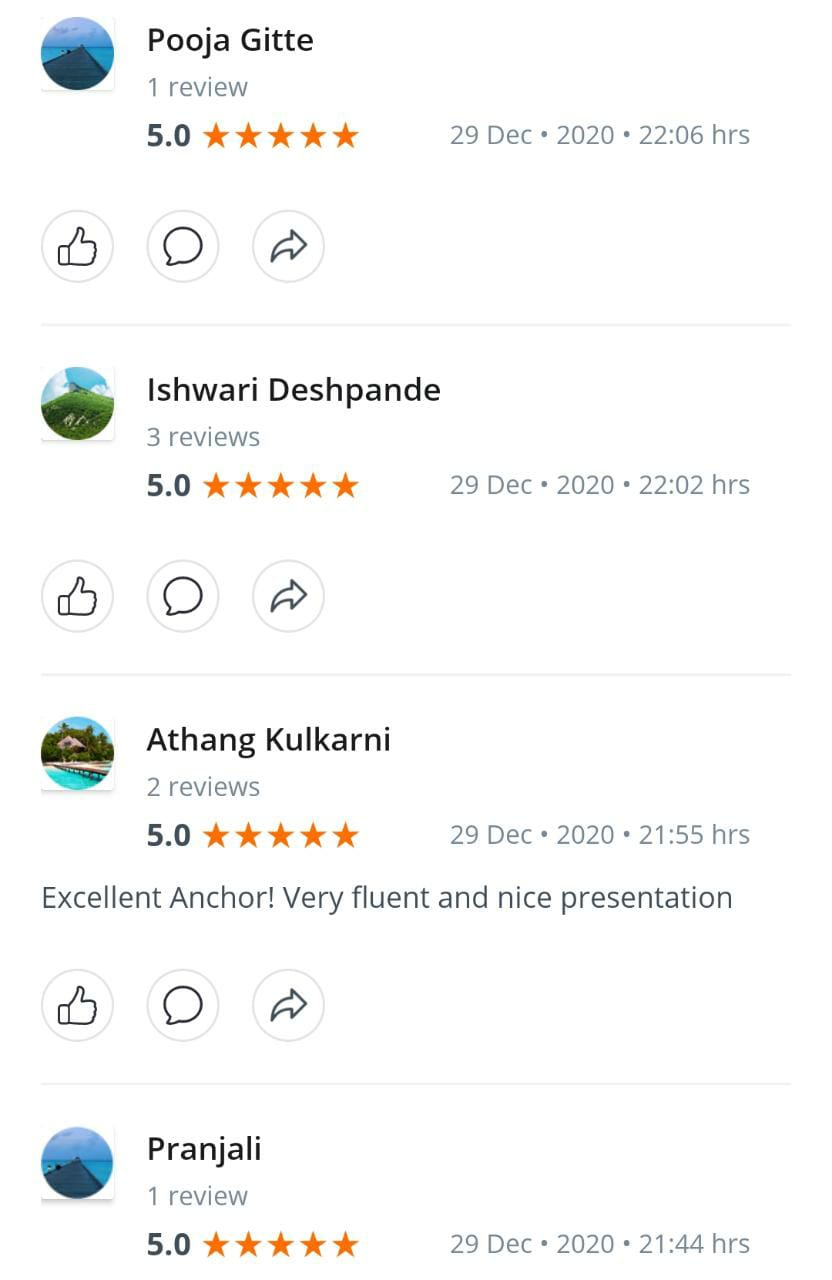 Pooja Gitte
1 review
5.0 ★★★★★ 29 Dec • 2020 • 22:06 hrs
Ishwari Deshpande
3 reviews
5.0 ★★★★★ 29 Dec • 2020 • 22:02 hrs
Athang Kulkarni
2 reviews
5.0 ★★★★★ 29 Dec • 2020 • 21:55 hrs
Excellent Anchor! Very fluent and nice presentation
Pranjali
1 review
5.0 ★★★★★ 29 Dec • 2020 • 21:44 hrs